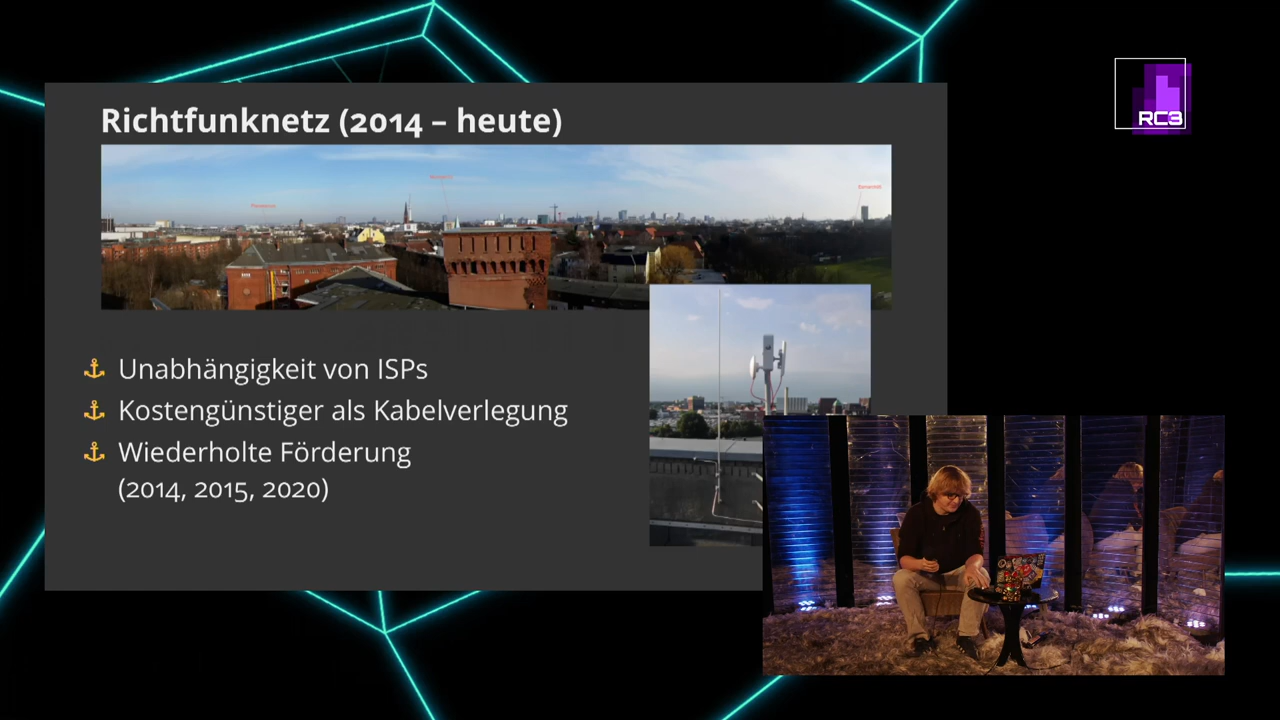 RC3
Richtfunknetz (2014 – heute)
Unabhängigkeit von ISPs
Kostengünstiger als Kabelverlegung
Wiederholte Förderung
(2014, 2015, 2020)